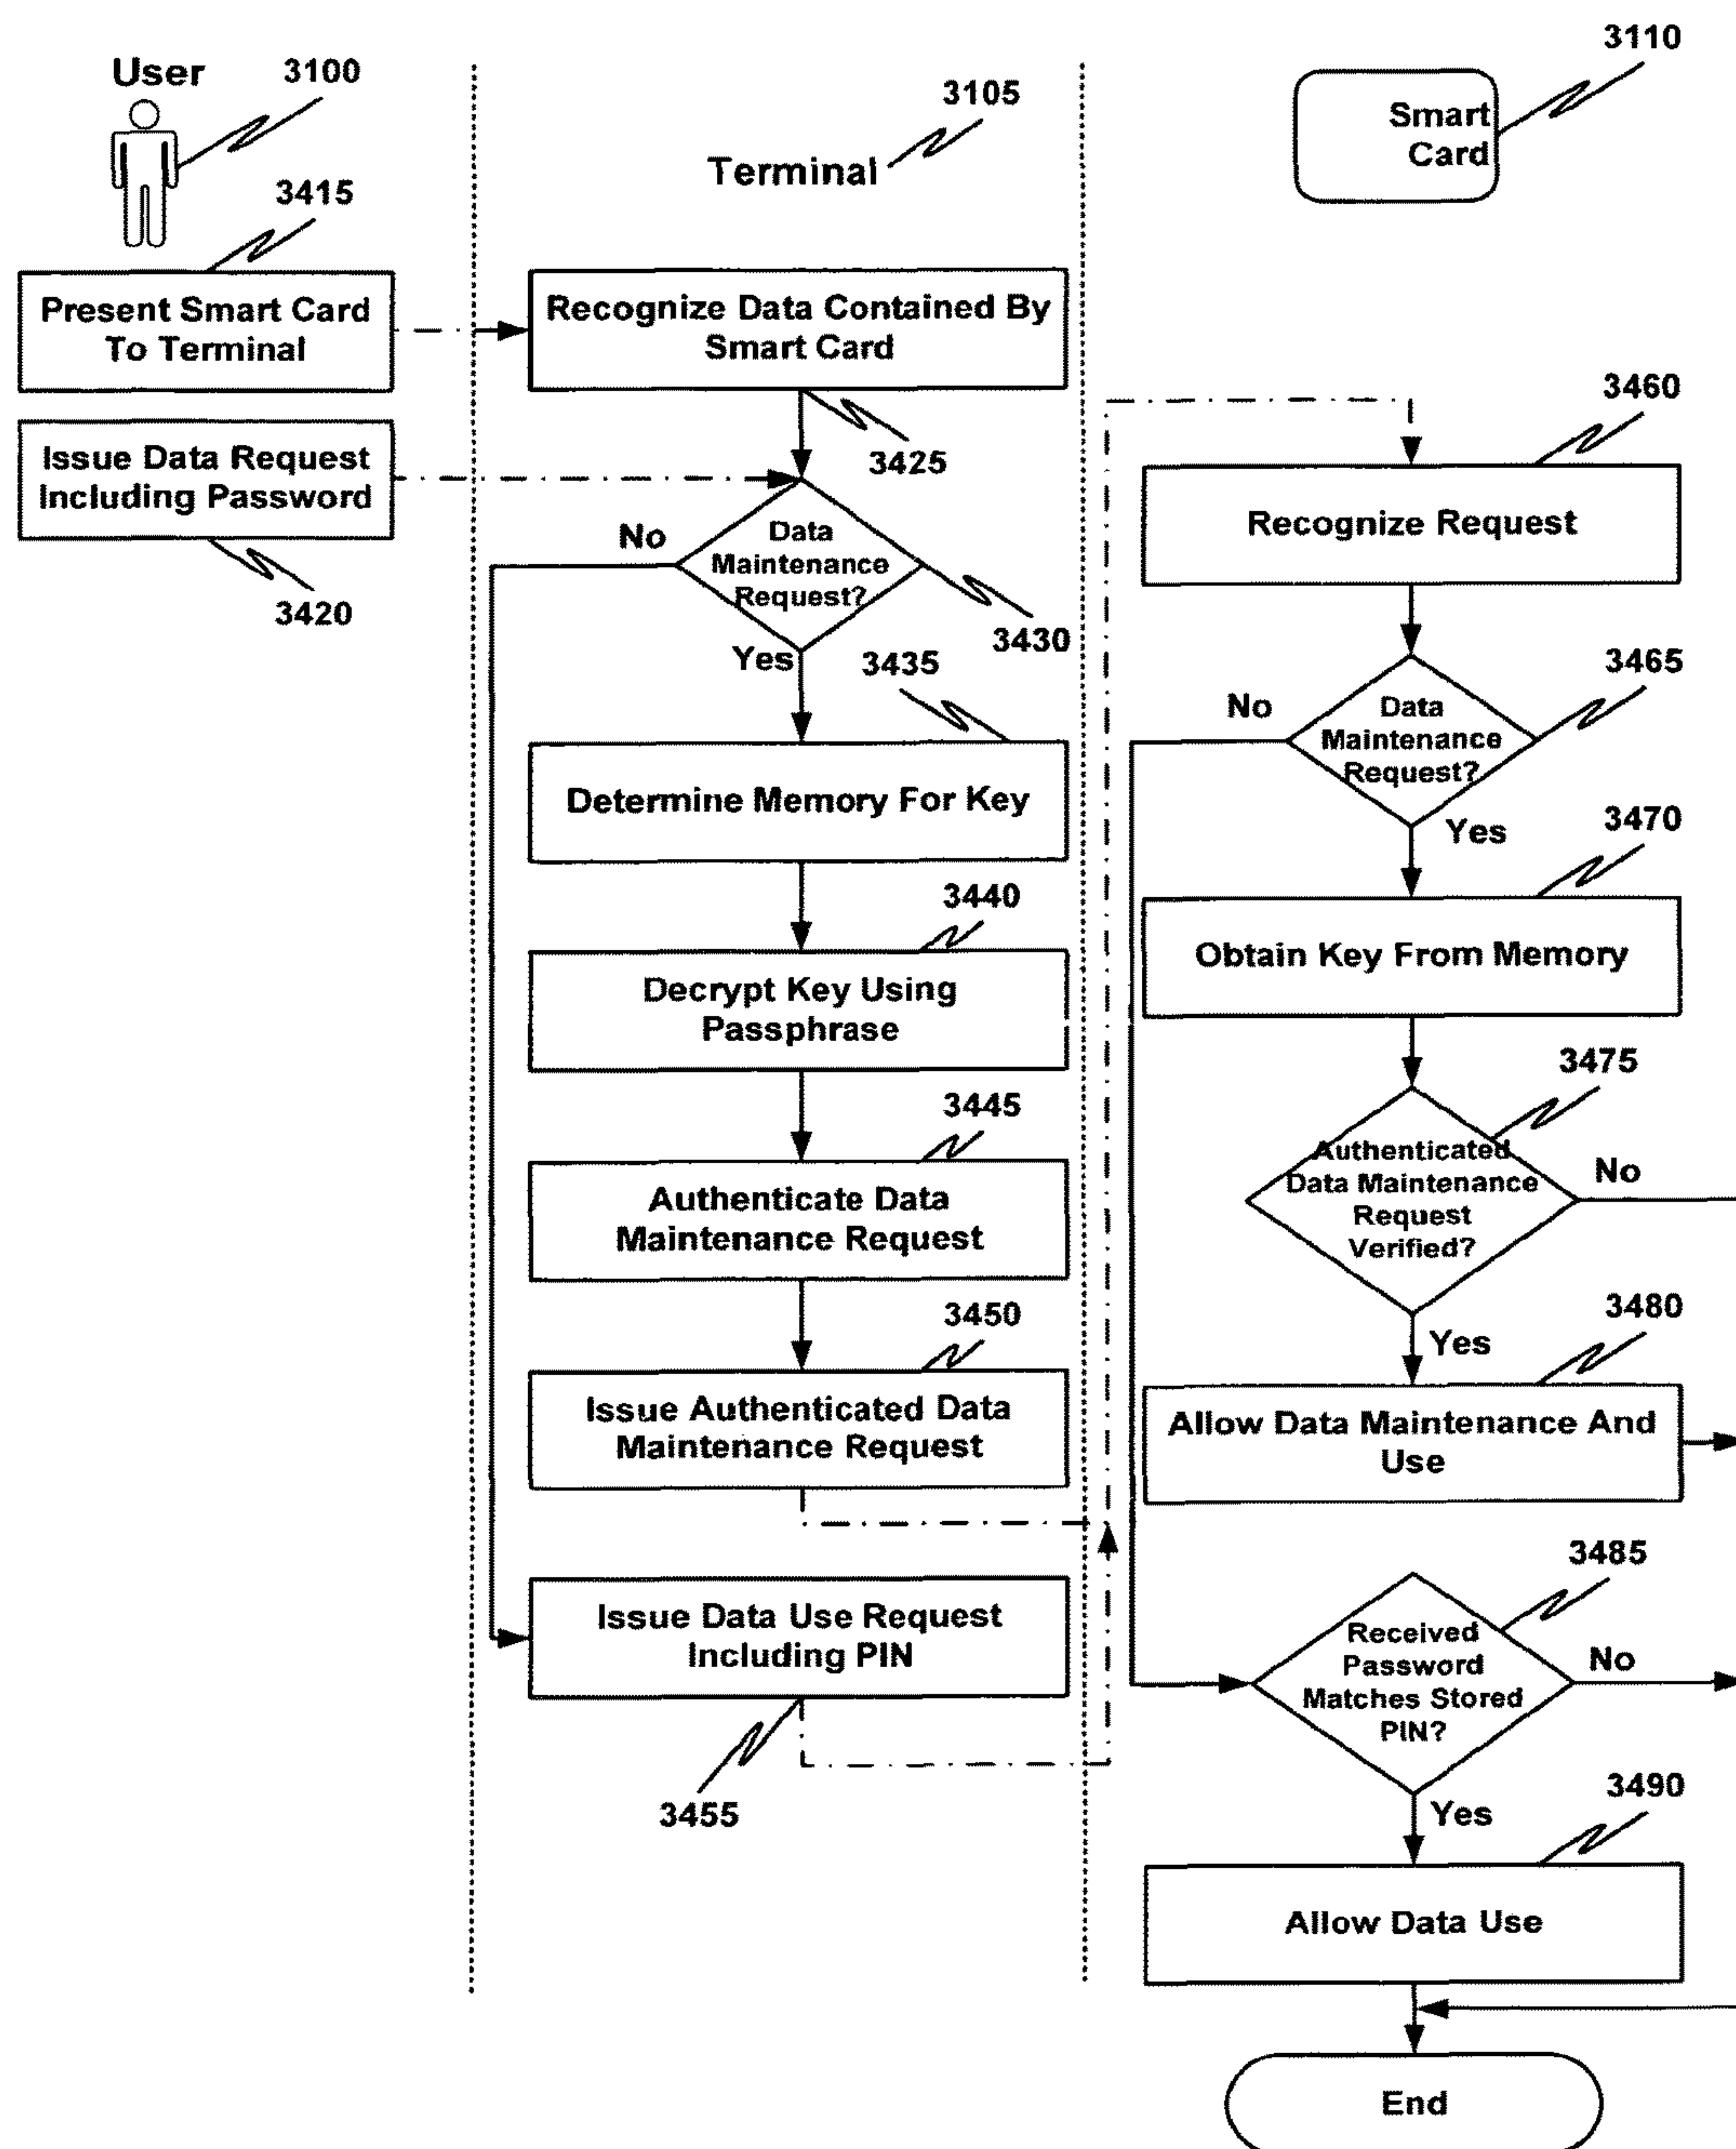 User
3100
3415
Present Smart Card
To Terminal
Issue Data Request
Including Password
3420
3105
Terminal
Recognize Data Contained By
Smart Card
3425
No
Data
Maintenance
Request?
3430
Yes
3435
Determine Memory For Key
3440
Decrypt Key Using
Passphrase
3445
Authenticate Data
Maintenance Request
3450
Issue Authenticated Data
Maintenance Request
Issue Data Use Request
Including PIN
3455
3110
Smart
Card
3460
Recognize Request
3465
No
Data
Maintenance
Request?
Yes
3470
Obtain Key From Memory
3475
Authenticated
Data Maintenance
Request
Verified?
No
Yes
3480
Allow Data Maintenance And
Use
3485
Received
Password
Matches Stored
PIN?
No
Yes
3490
Allow Data Use
End